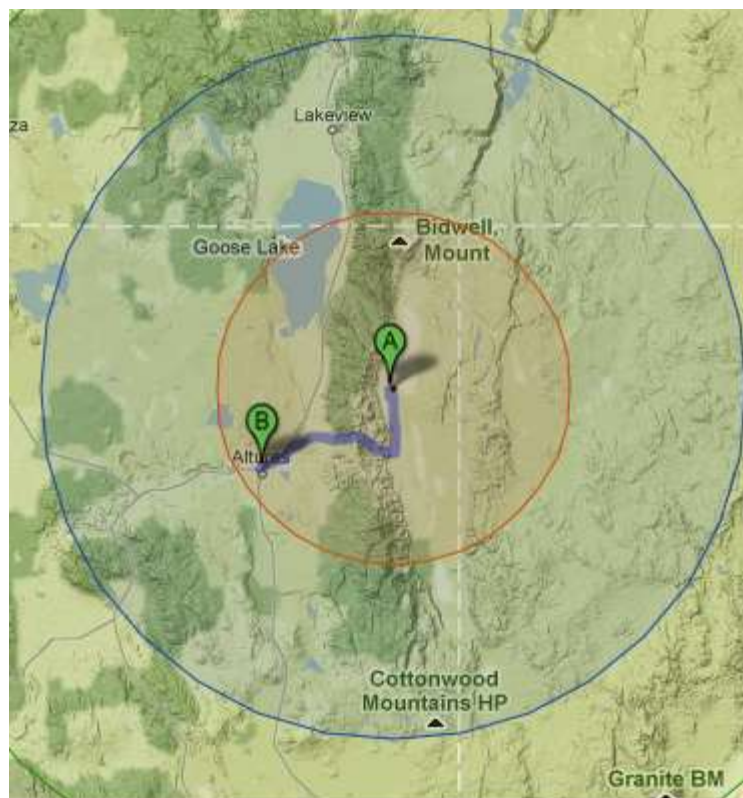 Lakeview
za
Bidwell,
Mount
Goose Lake
A
B
Alturas
Cottonwood
Mountains HP
Granite BM